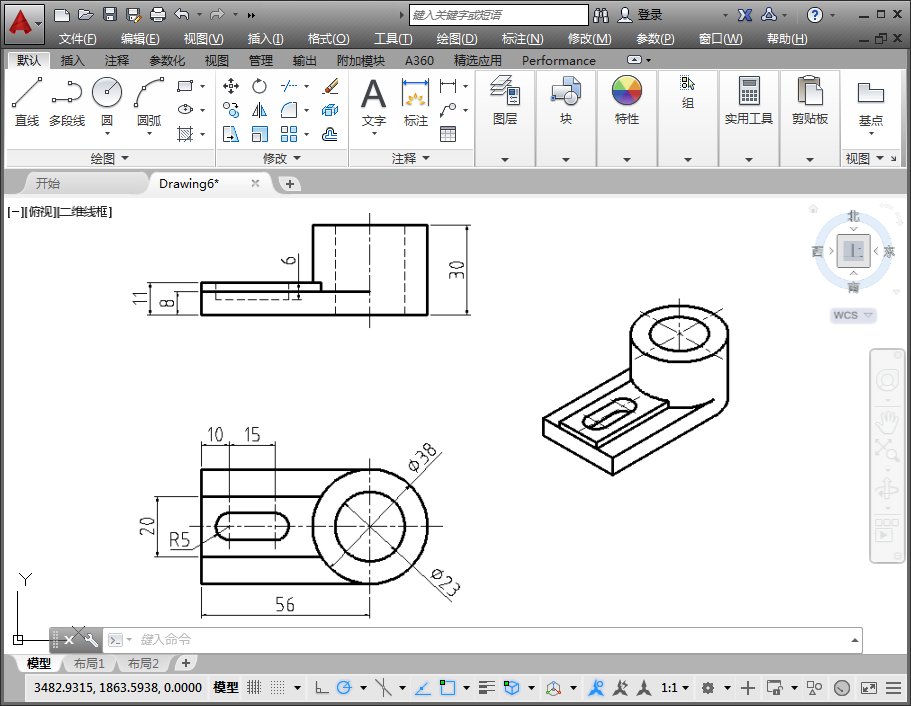 键入关键字或短语 登录
文件(F) 编辑(E) 视图(V) 插入(I) 格式(O) 工具(T) 绘图(D) 标注(N) 修改(M) 参数(P) 窗口(W) 帮助(H)
默认 插入 注释 参数化 视图 管理 输出 附加模块 A360 精选应用 Performance
直线 多段线 圆 圆弧 文字 标注 图层 块 特性 组 实用工具 剪贴板 基点
绘图 修改 注释 视图
开始 Drawing6*
[−][俯视][二维线框]
北
西 上 东
南
WCS
6
30
11
8
10 15
Φ38
20
R5
Φ23
56
Y
键入命令
模型 布局1 布局2
3482.9315, 1863.5938, 0.0000 模型 1:1